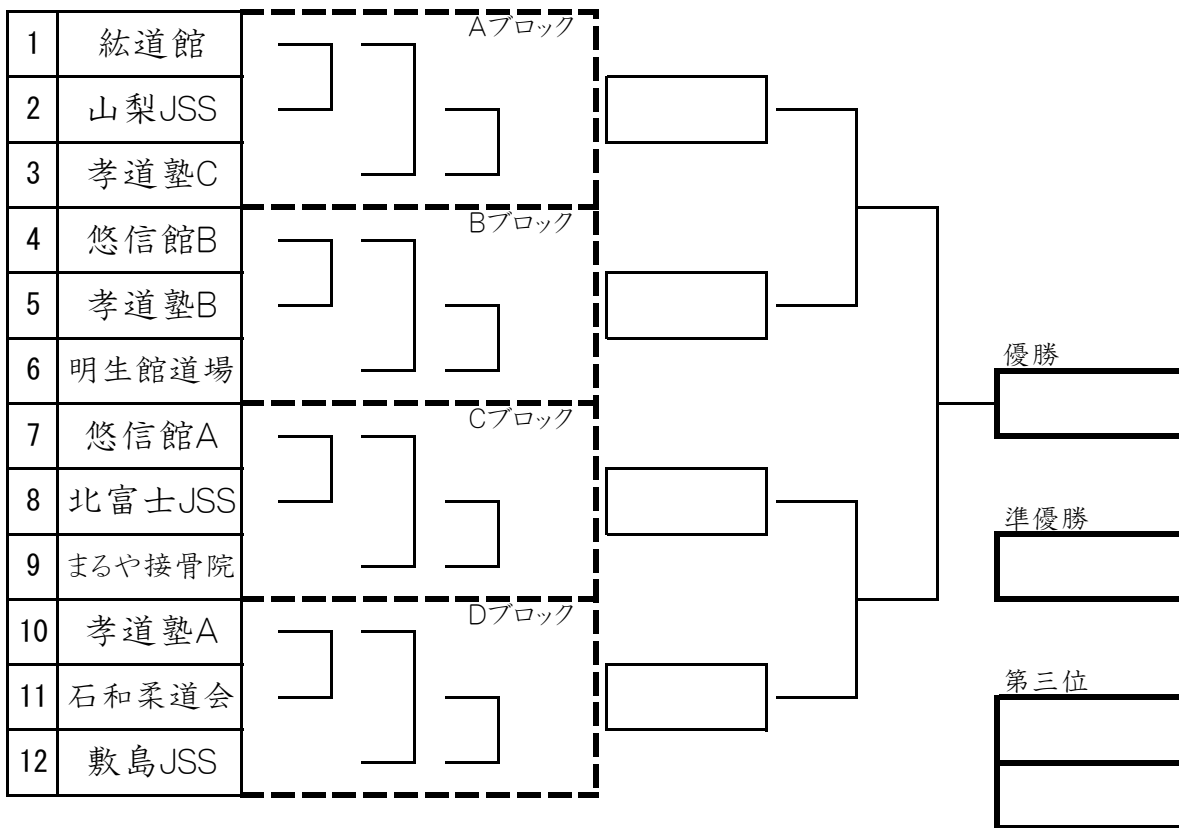 Aブロック
1 紘道館
2 山梨JSS
3 孝道塾C
Bブロック
4 悠信館B
5 孝道塾B
6 明生館道場
優勝
Cブロック
7 悠信館A
8 北富士JSS
準優勝
9 まるや接骨院
Dブロック
10 孝道塾A
11 石和柔道会
第三位
12 敷島JSS